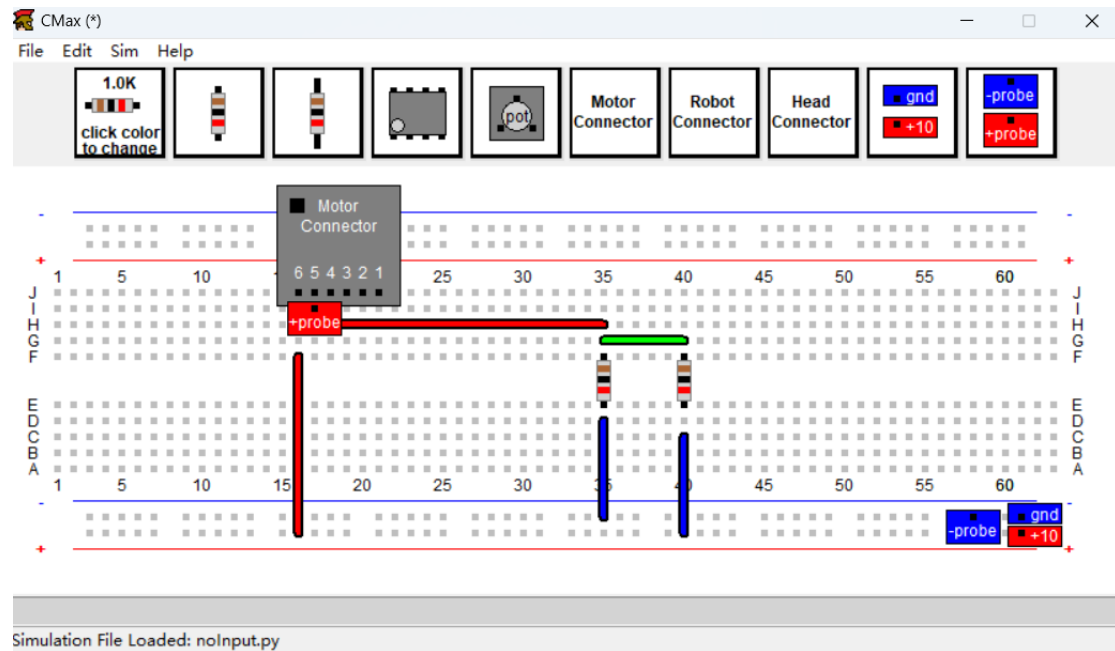 CMax (*)
File Edit Sim Help
1.0K
click color
to change
pot
Motor
Connector
Robot
Connector
Head
Connector
gnd
+10
-probe
+probe
Motor
Connector
6 5 4 3 2 1
- -
+ +
1 5 10 25 30 35 40 45 50 55 60
J J
I I
H H
G G
F F
+probe
E E
D D
C C
B B
A A
1 5 10 15 20 25 30 35 40 45 50 55 60
- -
+ +
-probe
gnd
+10
Simulation File Loaded: noInput.py